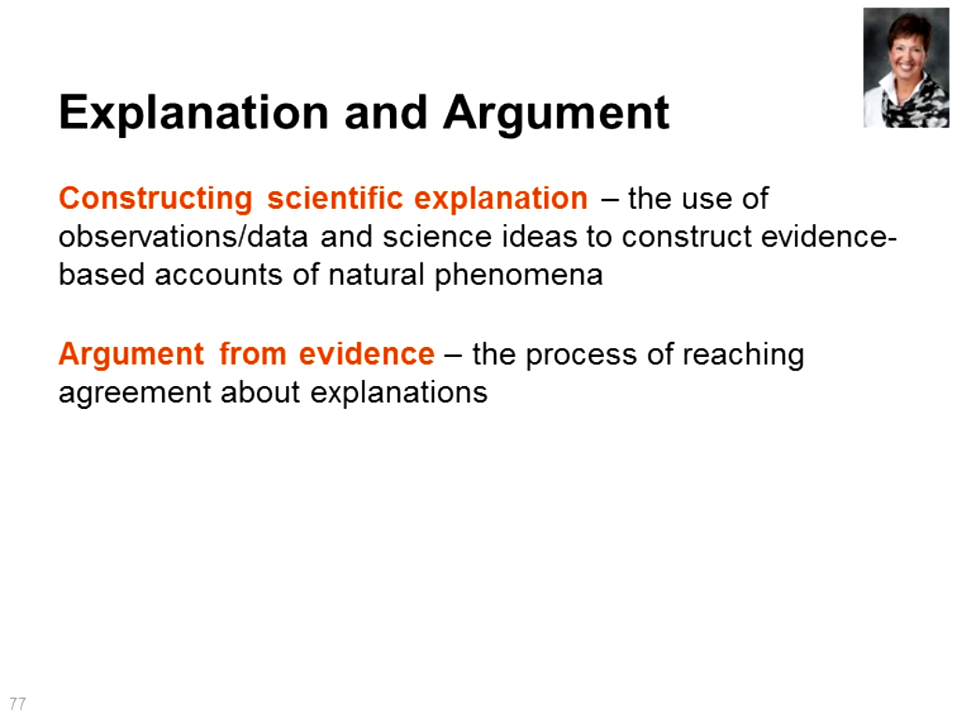 Explanation and Argument
Constructing scientific explanation – the use of
observations/data and science ideas to construct evidence-
based accounts of natural phenomena
Argument from evidence – the process of reaching
agreement about explanations
77